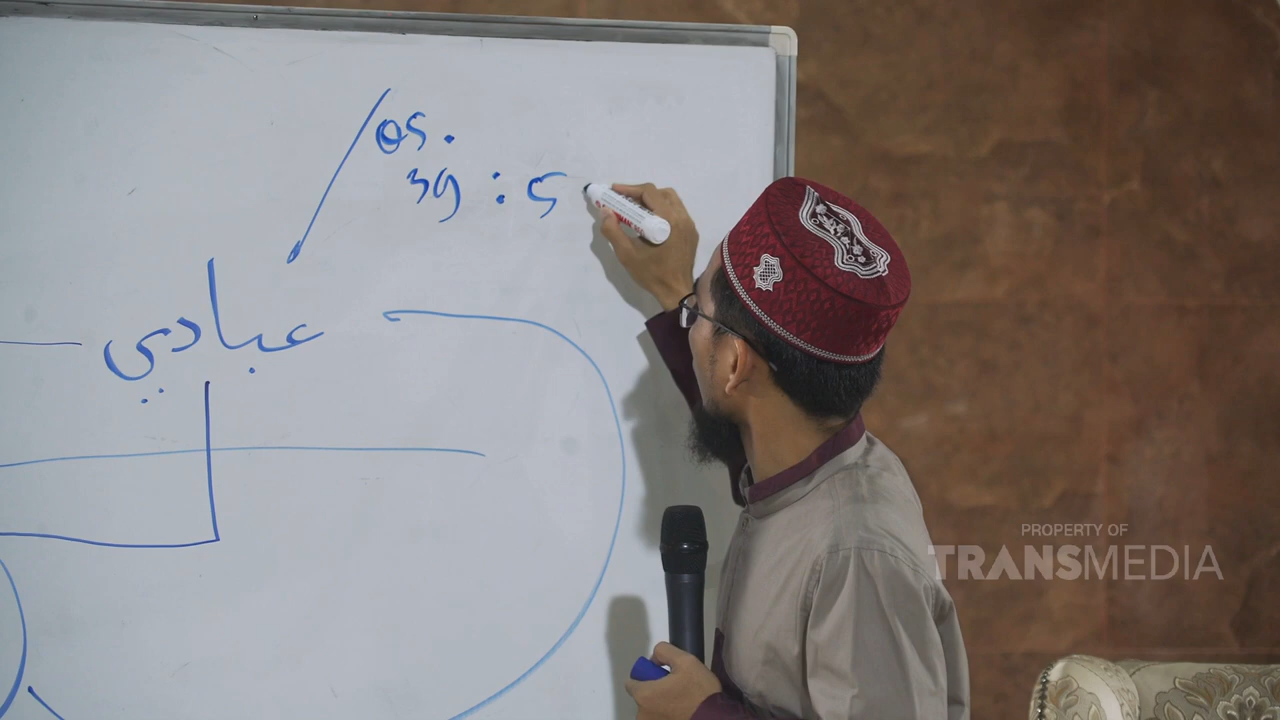 QS.
39 : 5
عبادي
PROPERTY OF
TRANSMEDIA